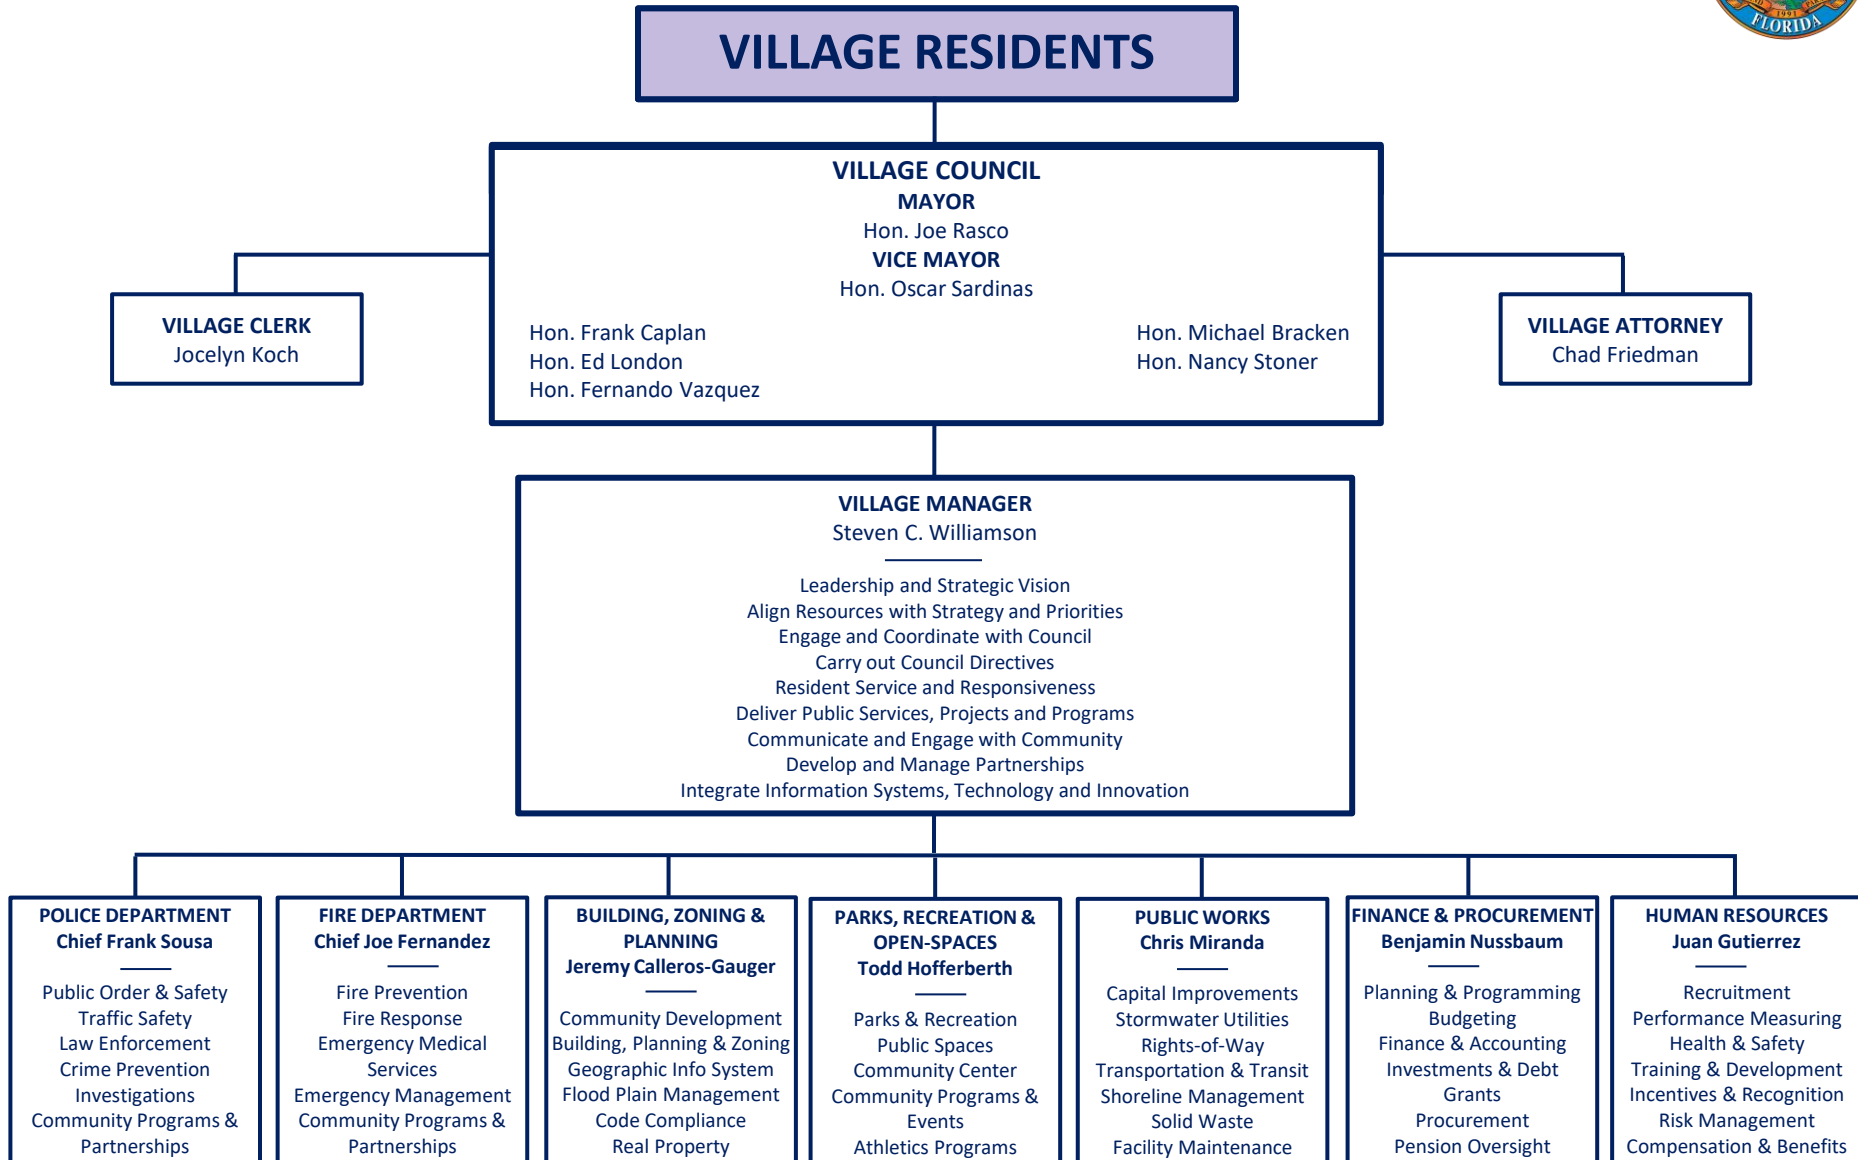 1991
FLORIDA
VILLAGE RESIDENTS
VILLAGE COUNCIL
MAYOR
Hon. Joe Rasco
VICE MAYOR
Hon. Oscar Sardinas
Hon. Frank Caplan
Hon. Ed London
Hon. Fernando Vazquez
Hon. Michael Bracken
Hon. Nancy Stoner
VILLAGE CLERK
Jocelyn Koch
VILLAGE ATTORNEY
Chad Friedman
VILLAGE MANAGER
Steven C. Williamson
Leadership and Strategic Vision
Align Resources with Strategy and Priorities
Engage and Coordinate with Council
Carry out Council Directives
Resident Service and Responsiveness
Deliver Public Services, Projects and Programs
Communicate and Engage with Community
Develop and Manage Partnerships
Integrate Information Systems, Technology and Innovation
POLICE DEPARTMENT
Chief Frank Sousa
Public Order & Safety
Traffic Safety
Law Enforcement
Crime Prevention
Investigations
Community Programs &
Partnerships
FIRE DEPARTMENT
Chief Joe Fernandez
Fire Prevention
Fire Response
Emergency Medical
Services
Emergency Management
Community Programs &
Partnerships
BUILDING, ZONING &
PLANNING
Jeremy Calleros-Gauger
Community Development
Building, Planning & Zoning
Geographic Info System
Flood Plain Management
Code Compliance
Real Property
PARKS, RECREATION &
OPEN-SPACES
Todd Hofferberth
Parks & Recreation
Public Spaces
Community Center
Community Programs &
Events
Athletics Programs
PUBLIC WORKS
Chris Miranda
Capital Improvements
Stormwater Utilities
Rights-of-Way
Transportation & Transit
Shoreline Management
Solid Waste
Facility Maintenance
FINANCE & PROCUREMENT
Benjamin Nussbaum
Planning & Programming
Budgeting
Finance & Accounting
Investments & Debt
Grants
Procurement
Pension Oversight
HUMAN RESOURCES
Juan Gutierrez
Recruitment
Performance Measuring
Health & Safety
Training & Development
Incentives & Recognition
Risk Management
Compensation & Benefits